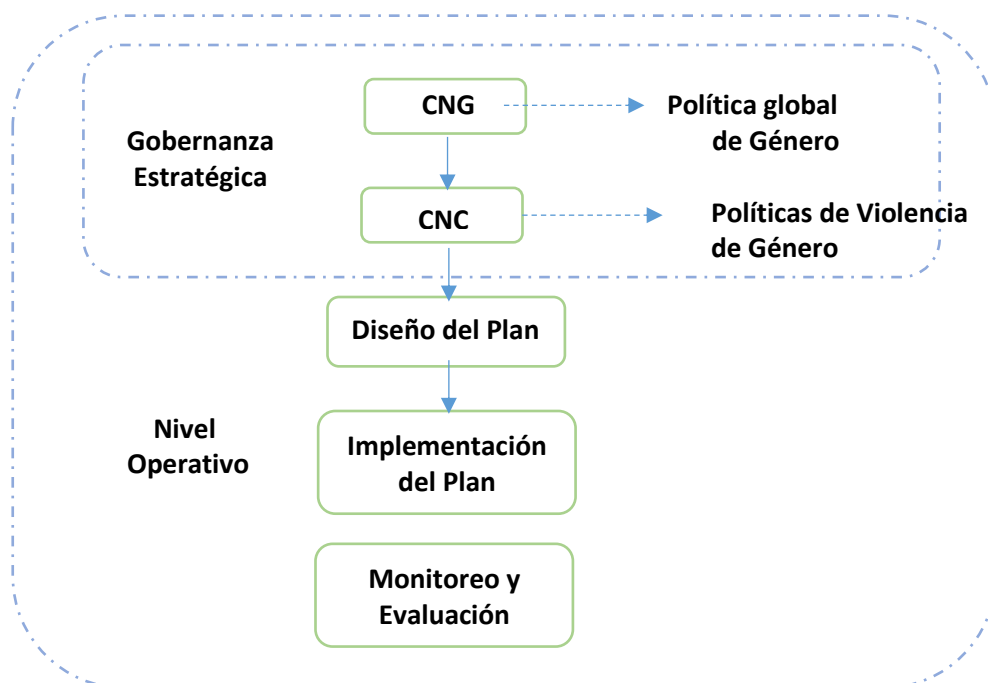 CNG
Política global
de Género
Gobernanza
Estratégica
CNC
Políticas de Violencia
de Género
Diseño del Plan
Nivel
Operativo
Implementación
del Plan
Monitoreo y
Evaluación